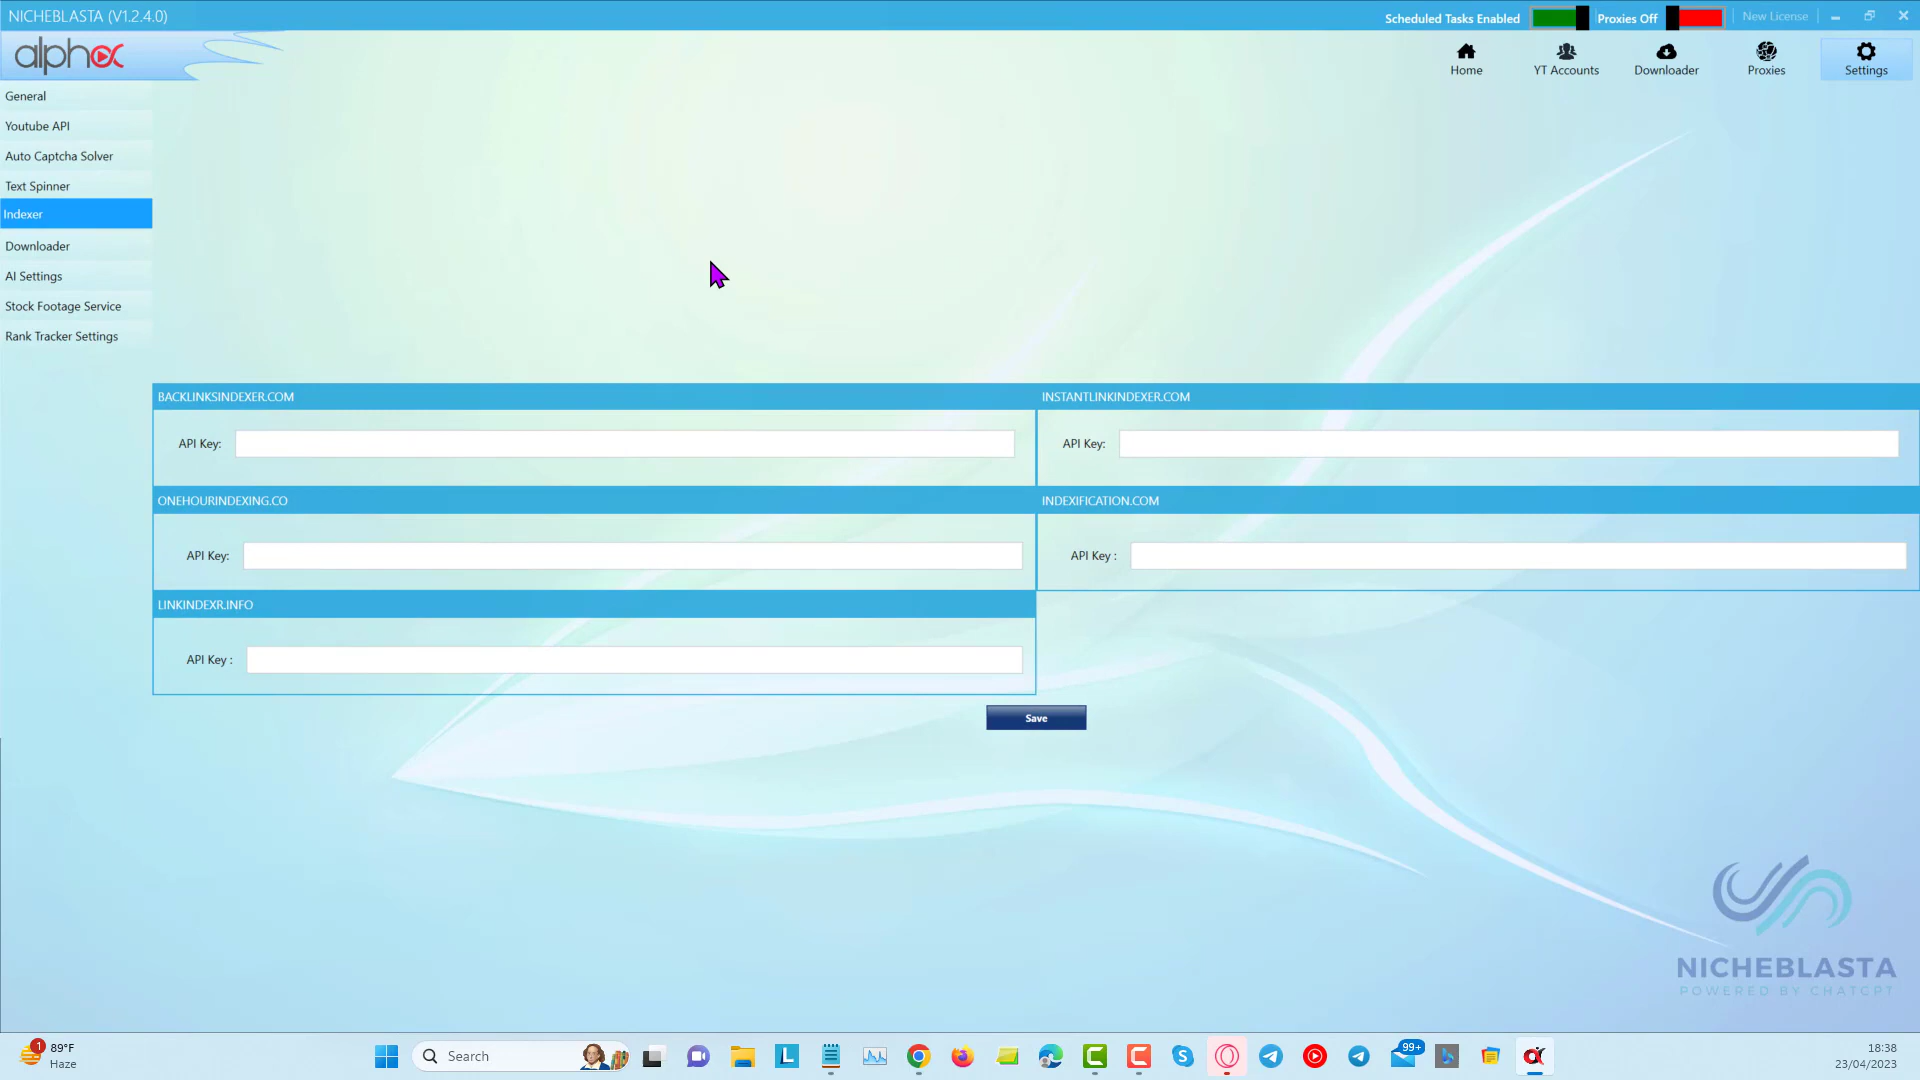 NICHEBLASTA (V1.2.4.0)
Scheduled Tasks Enabled
Proxies Off
New License
alpha
Home
YT Accounts
Downloader
Proxies
Settings
General
Youtube API
Auto Captcha Solver
Text Spinner
Indexer
Downloader
AI Settings
Stock Footage Service
Rank Tracker Settings
BACKLINKSINDEXER.COM
API Key:
INSTANTLINKINDEXER.COM
API Key:
ONEHOURINDEXING.CO
API Key:
INDEXIFICATION.COM
API Key :
LINKINDEXR.INFO
API Key :
Save
NICHEBLASTA
POWERED BY CHATGPT
1
89°F
Haze
Search
L
99+
18:38
23/04/2023